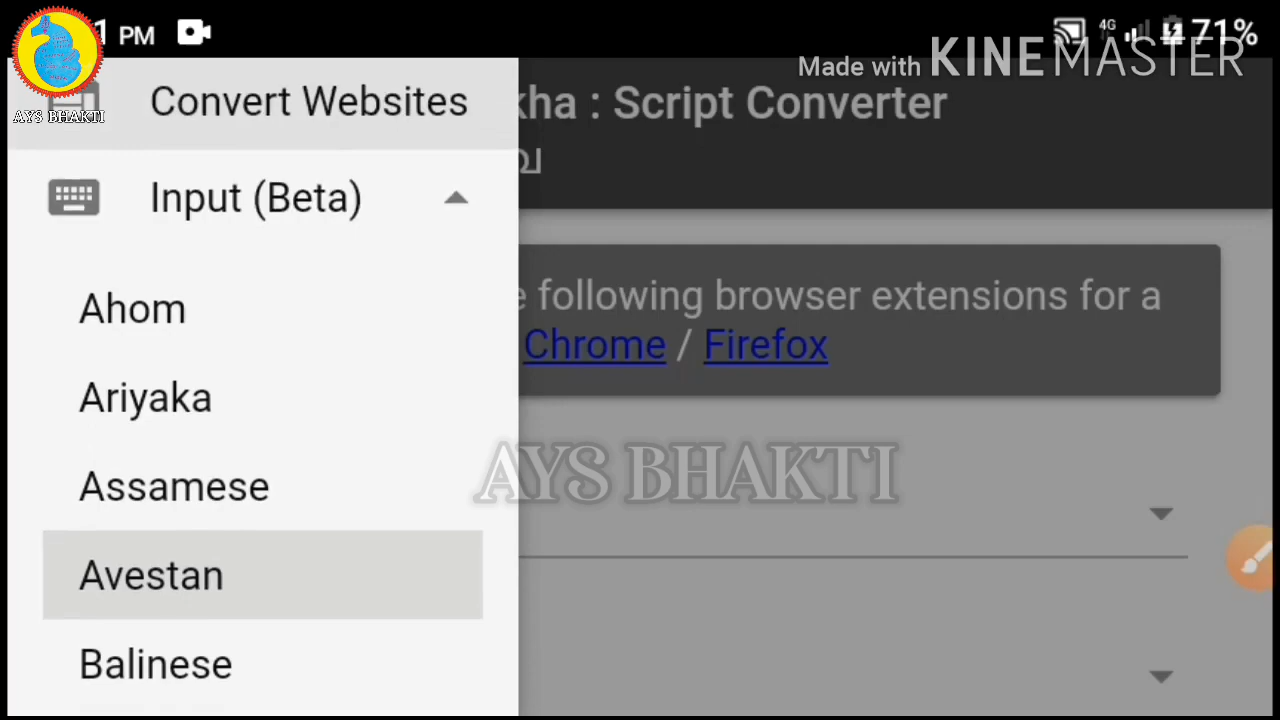 PM
4G
71%
Made with KINEMASTER
AYS BHAKTI
Convert Websites
kha : Script Converter
Input (Beta)
following browser extensions for a
Chrome / Firefox
Ahom
Ariyaka
Assamese
AYS BHAKTI
Avestan
Balinese